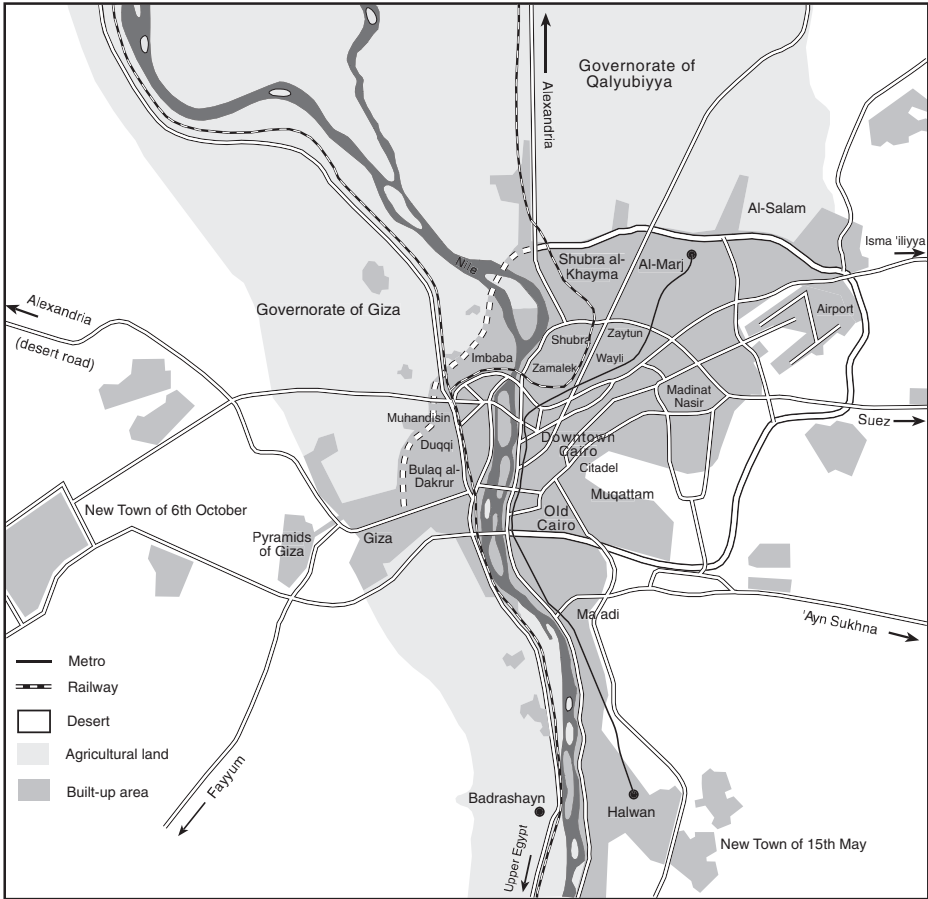 Governorate of
Qalyubiyya
Alexandria
Al-Salam
Isma 'iliyya
Shubra al-
Khayma
Al-Marj
Nile
Airport
Governorate of Giza
Alexandria
(desert road)
Shubra
Zaytun
Imbaba
Wayli
Zamalek
Madinat
Nasir
Muhandisin
Suez
Duqqi
Downtown
Cairo
Bulaq al-
Dakrur
Citadel
Muqattam
New Town of 6th October
Old
Cairo
Pyramids
of Giza
Giza
Ma'adi
'Ayn Sukhna
Metro
Railway
Desert
Agricultural land
Built-up area
Fayyum
Badrashayn
Halwan
New Town of 15th May
Upper Egypt